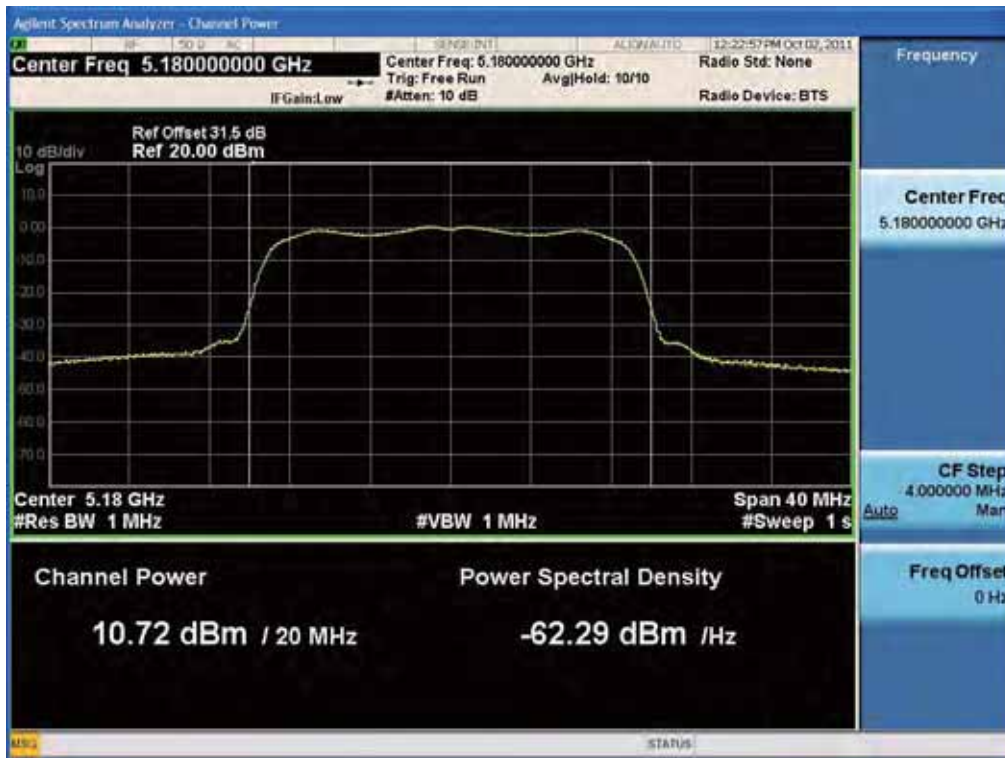 Agilent Spectrum Analyzer - Channel Power
RF 50 Ω AC SENSE:INT ALIGN AUTO 12:22:57 PM Oct 02, 2011
Center Freq 5.180000000 GHz
Center Freq: 5.180000000 GHz
Radio Std: None
Trig: Free Run Avg|Hold: 10/10
IFGain:Low
#Atten: 10 dB
Radio Device: BTS
Ref Offset 31.5 dB
10 dB/div Ref 20.00 dBm
Log
10.0
0.00
-10.0
-20.0
-30.0
-40.0
-60.0
-70.0
Center 5.18 GHz Span 40 MHz
#Res BW 1 MHz #VBW 1 MHz #Sweep 1 s
Channel Power Power Spectral Density
10.72 dBm / 20 MHz -62.29 dBm /Hz
MSG STATUS
Frequency
Center Freq
5.180000000 GHz
CF Step
4.000000 MHz
Auto Man
Freq Offset
0 Hz